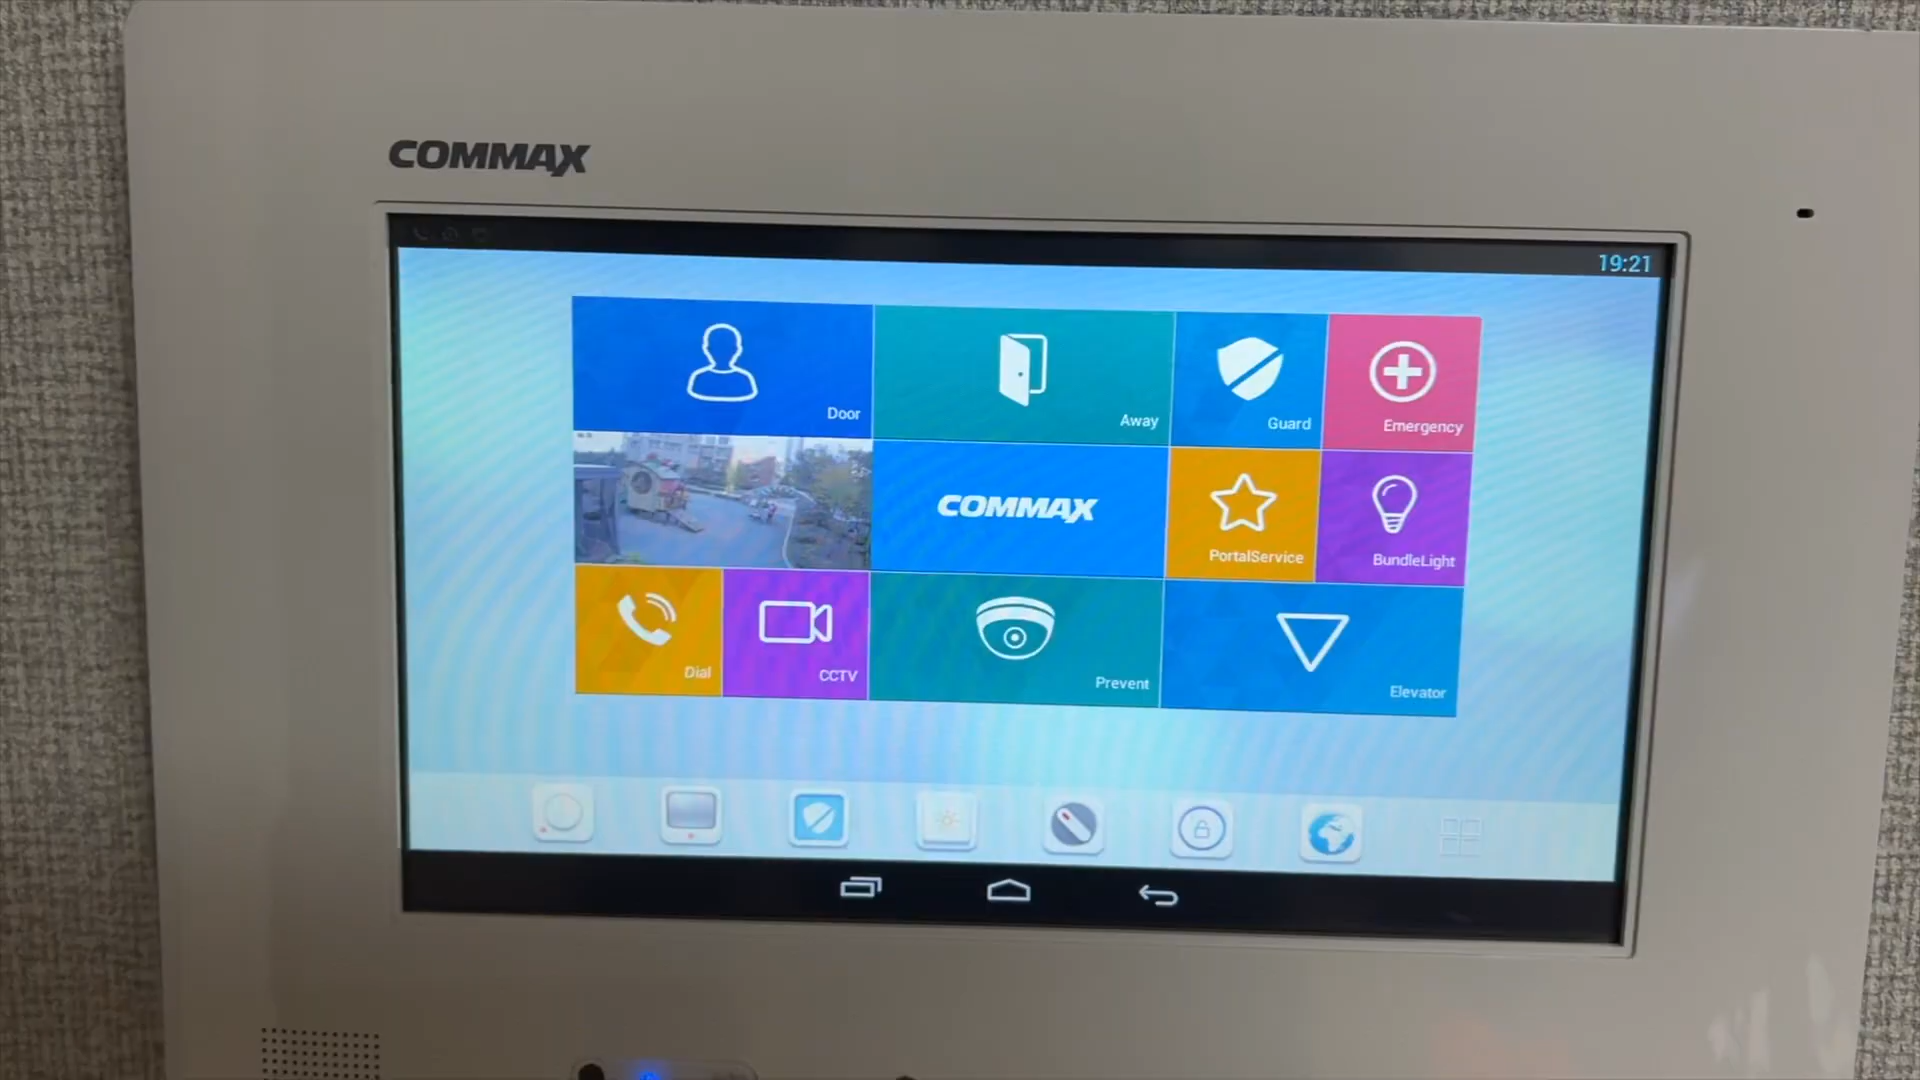 COMMAX
19:21
Door
Away
Guard
Emergency
COMMAX
PortalService
BundleLight
Dial
CCTV
Prevent
Elevator